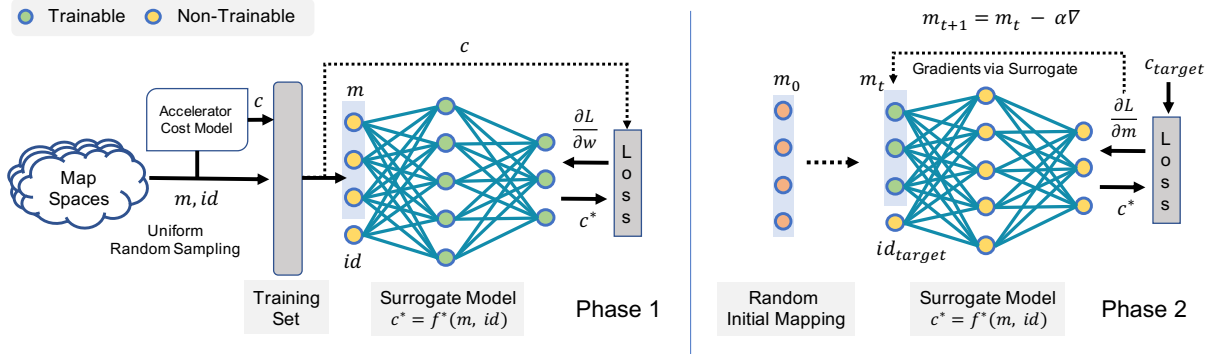 Trainable
Non-Trainable
c
Accelerator
Cost Model
c
Map
Spaces
m, id
Uniform
Random Sampling
Training
Set
m
id
∂L
∂w
c*
L
o
s
s
Surrogate Model
c* = f*(m, id)
Phase 1
m_{t+1} = m_t − α∇
Gradients via Surrogate
c_{target}
m_0
m_t
∂L
∂m
c*
L
o
s
s
id_{target}
Random
Initial Mapping
Surrogate Model
c* = f*(m, id)
Phase 2